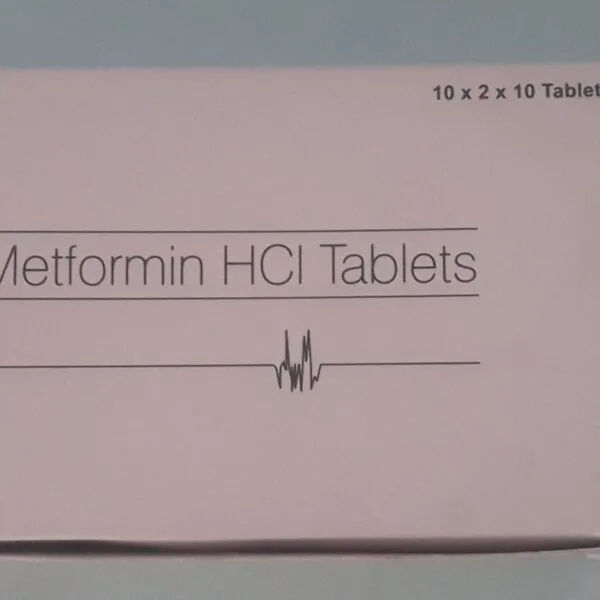 10 x 2 x 10 Tablet
Metformin HCl Tablets